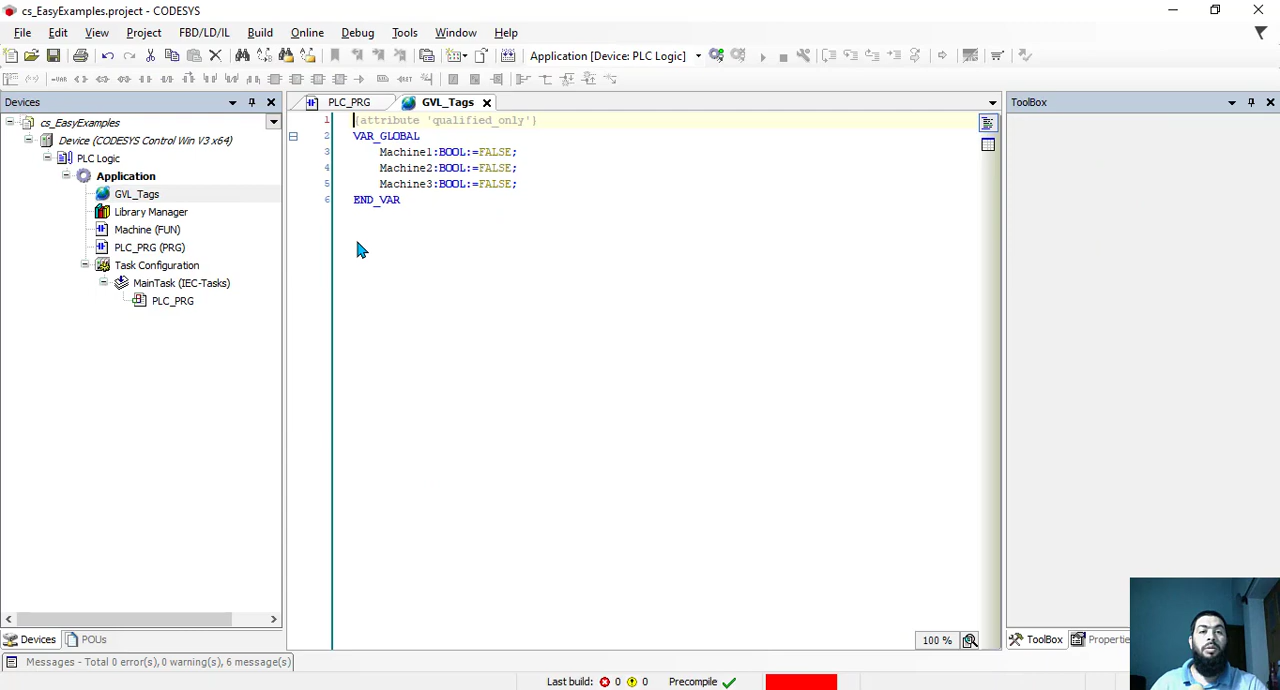 cs_EasyExamples.project - CODESYS
File Edit View Project FBD/LD/IL Build Online Debug Tools Window Help
Application [Device: PLC Logic]
Devices
PLC_PRG
GVL_Tags
ToolBox
cs_EasyExamples
Device (CODESYS Control Win V3 x64)
PLC Logic
Application
GVL_Tags
Library Manager
Machine (FUN)
PLC_PRG (PRG)
Task Configuration
MainTask (IEC-Tasks)
PLC_PRG
1 {attribute 'qualified_only'}
2 VAR_GLOBAL
3 Machine1:BOOL:=FALSE;
4 Machine2:BOOL:=FALSE;
5 Machine3:BOOL:=FALSE;
6 END_VAR
100 %
Devices POUs
ToolBox Properties
Messages - Total 0 error(s), 0 warning(s), 6 message(s)
Last build: 0 0 Precompile